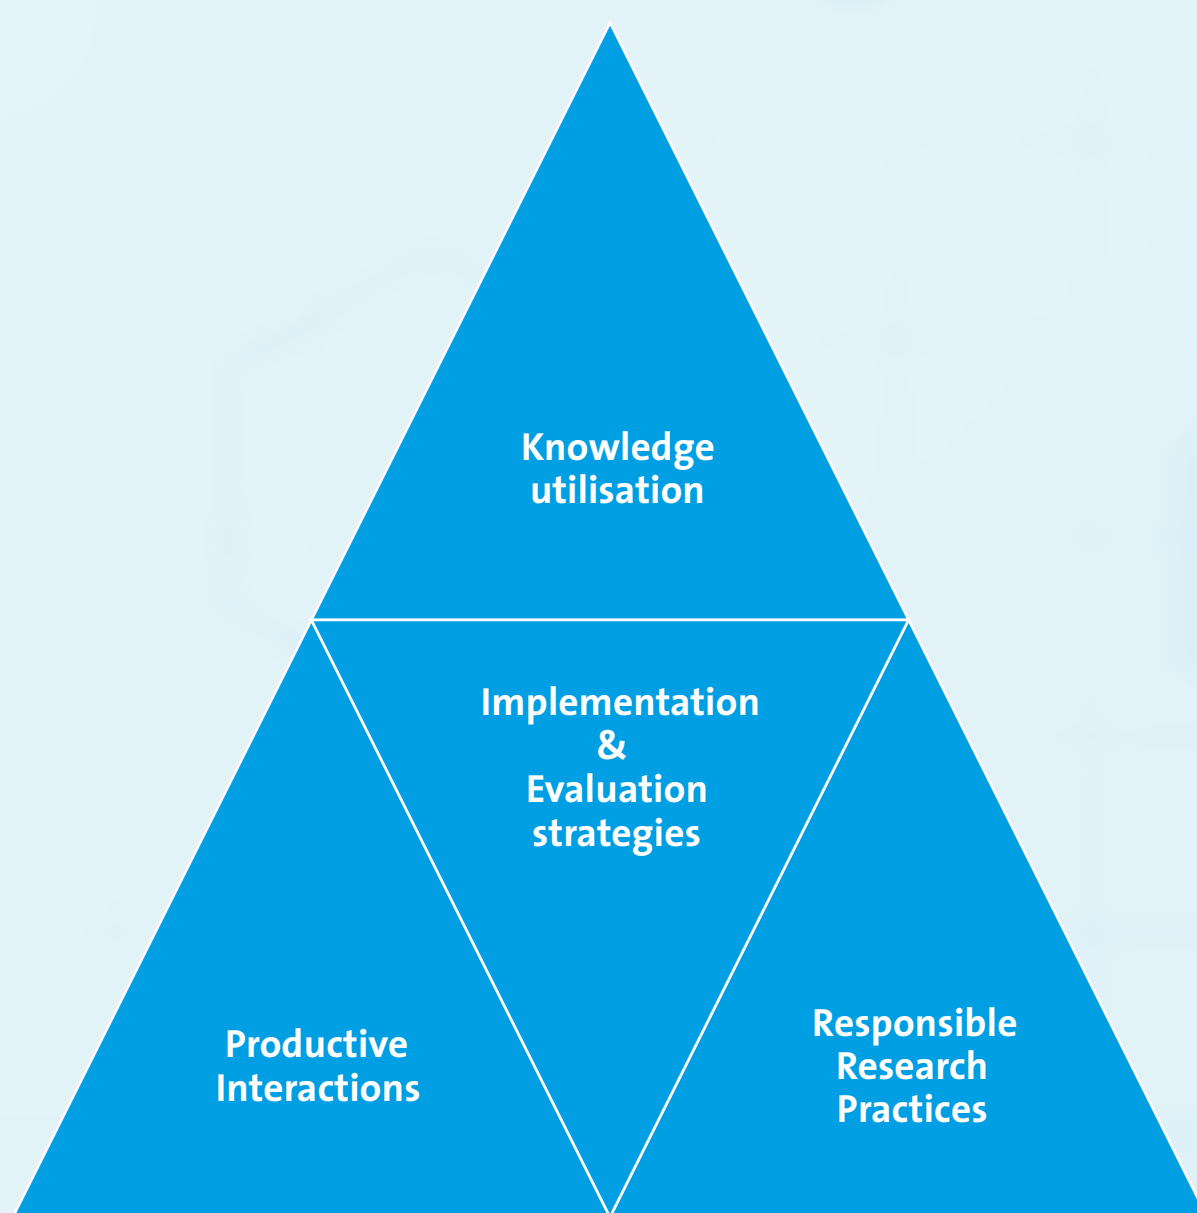 Knowledge
utilisation
Implementation
&
Evaluation
strategies
Productive
Interactions
Responsible
Research
Practices